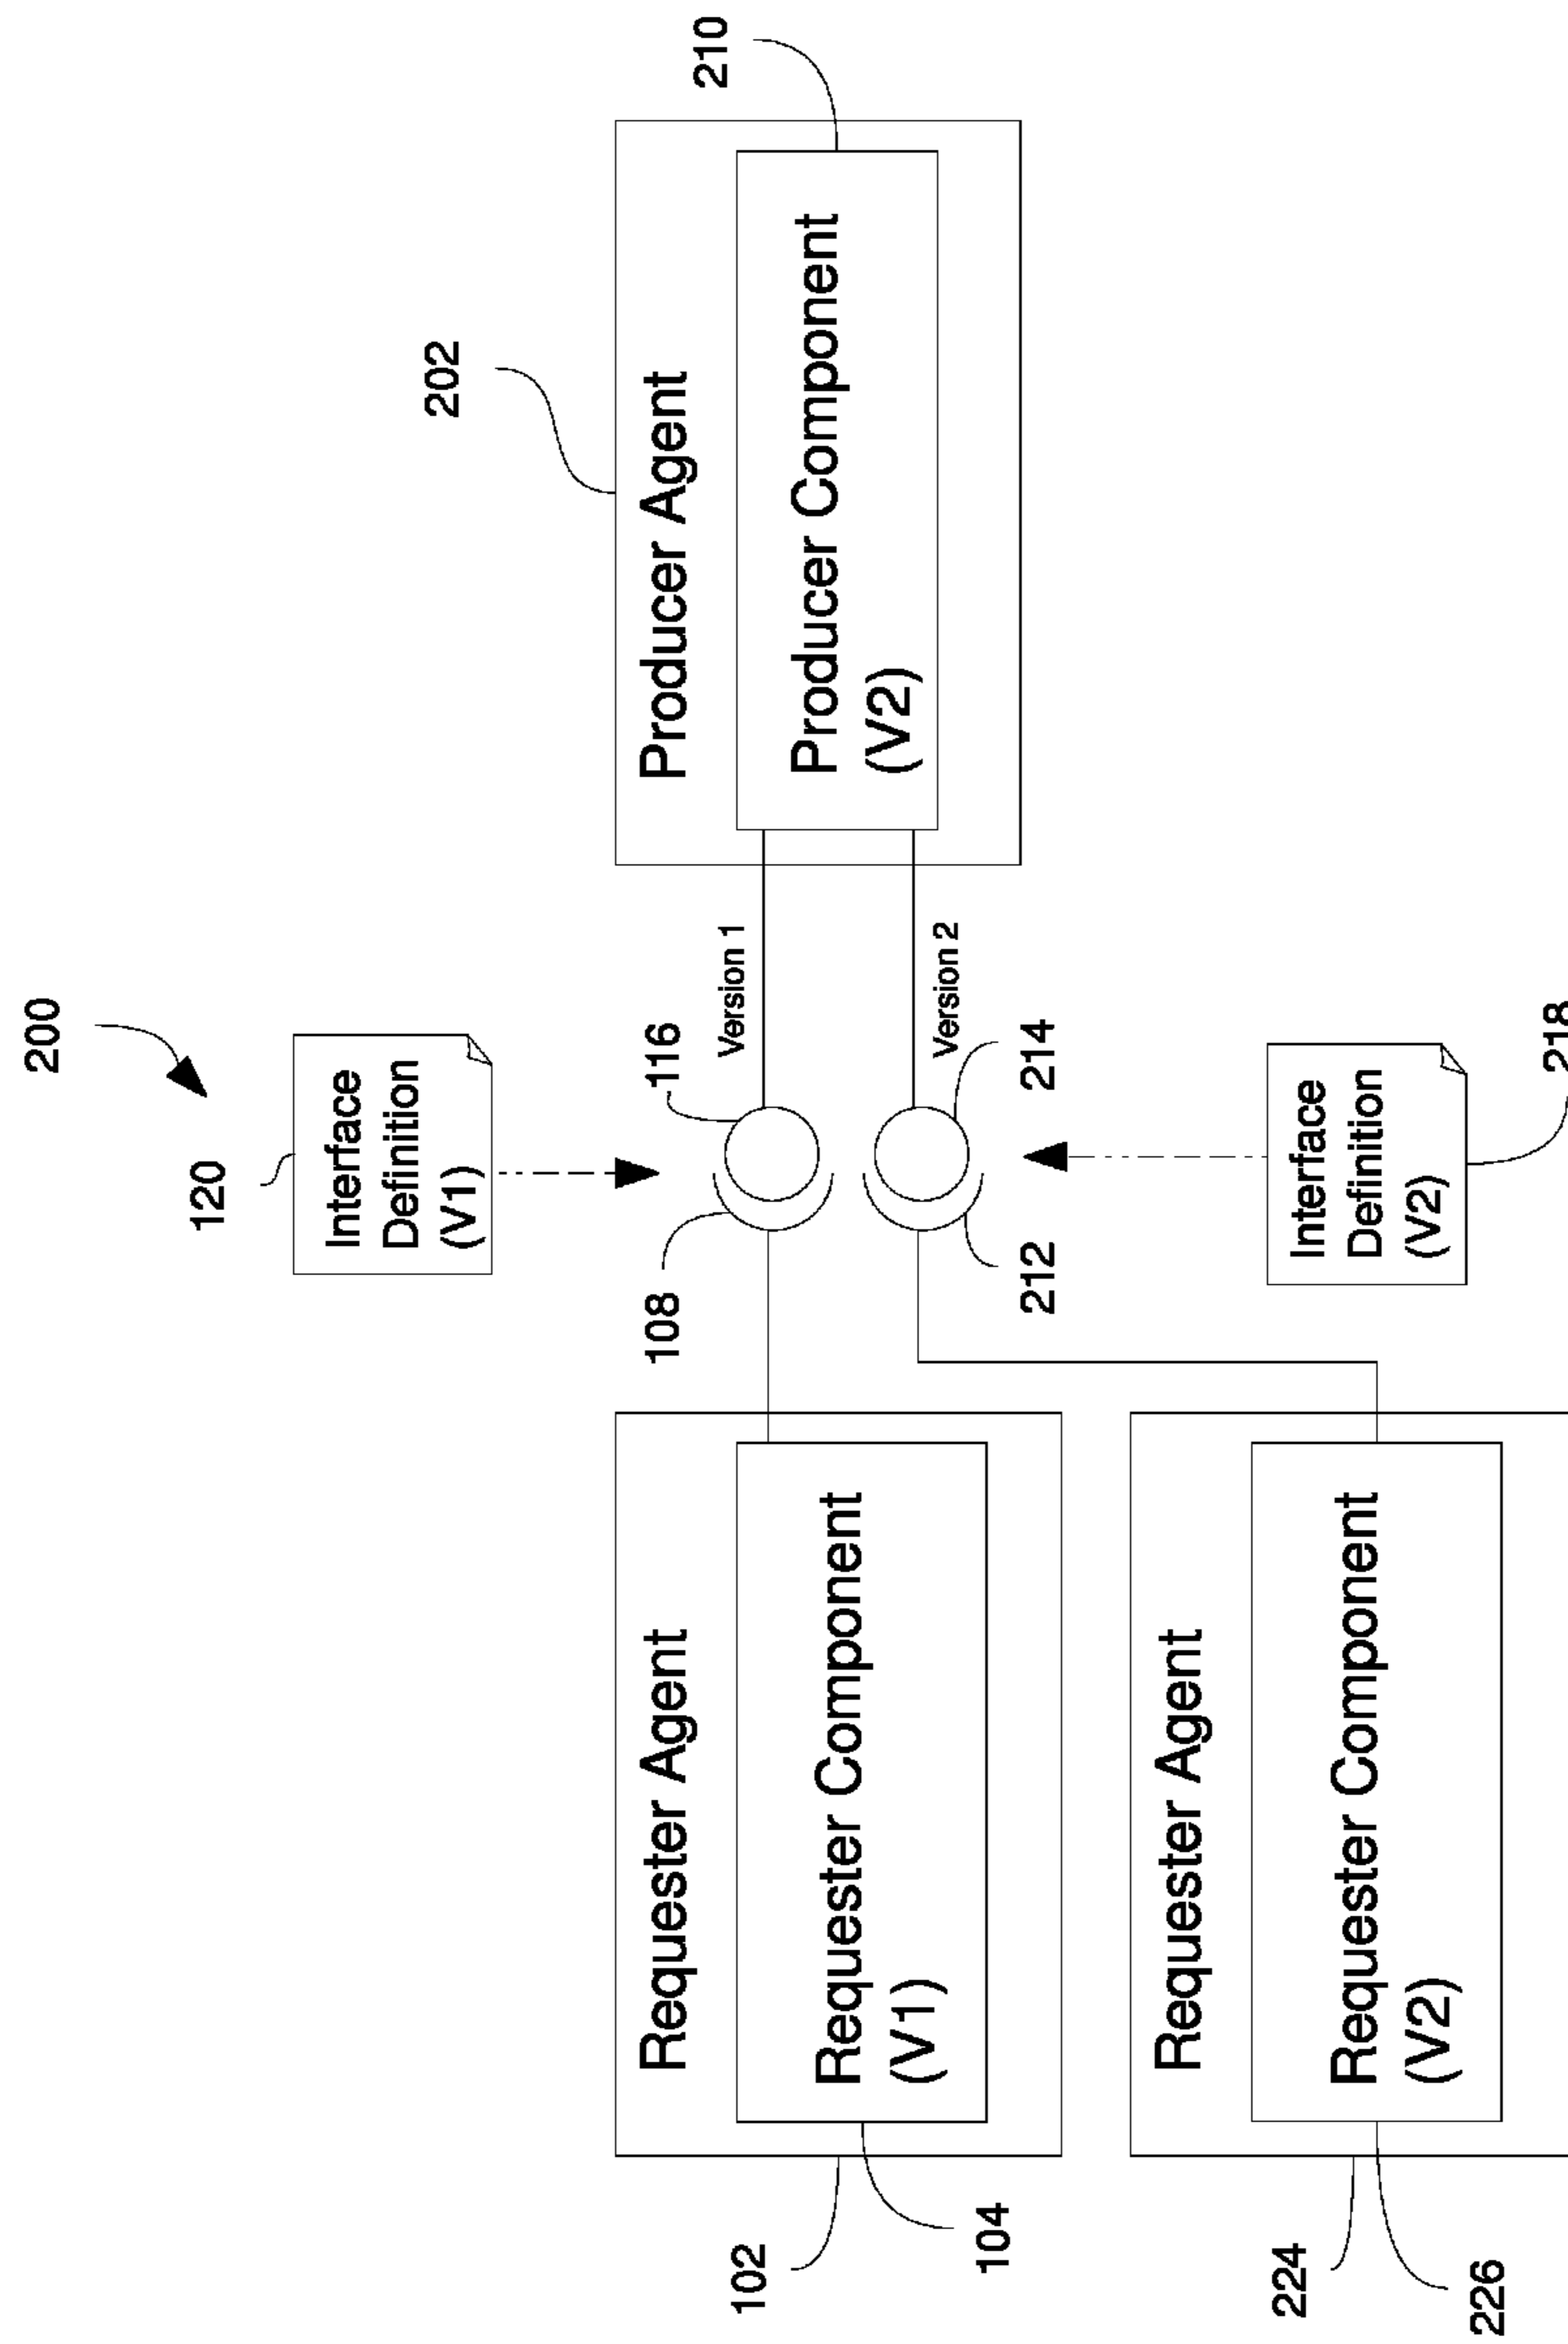 200
120
Interface
Definition
(V1)
202
210
102
104
Requester Agent
Requester Component
(V1)
108
116
Version 1
Producer Agent
Producer Component
(V2)
Version 2
212
214
224
226
Requester Agent
Requester Component
(V2)
Interface
Definition
(V2)
218